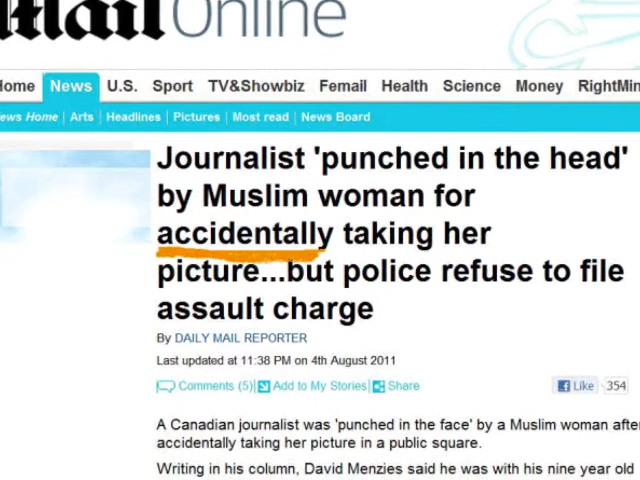 Mail Online
Home News U.S. Sport TV&Showbiz Femail Health Science Money RightMin
ews Home | Arts | Headlines | Pictures | Most read | News Board
Journalist 'punched in the head'
by Muslim woman for
accidentally taking her
picture...but police refuse to file
assault charge
By DAILY MAIL REPORTER
Last updated at 11:38 PM on 4th August 2011
Comments (5) | Add to My Stories | Share
Like 354
A Canadian journalist was 'punched in the face' by a Muslim woman afte
accidentally taking her picture in a public square.
Writing in his column, David Menzies said he was with his nine year old